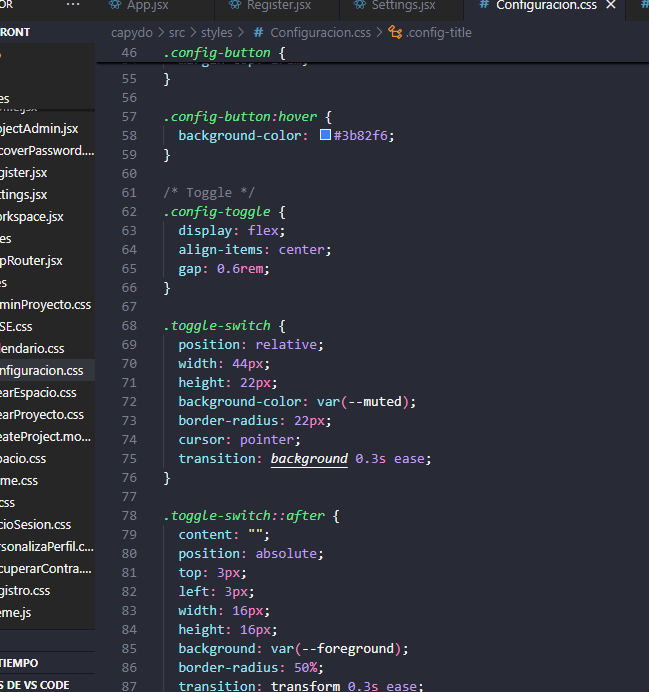 App.jsx
Register.jsx
Settings.jsx
# Configuracion.css
capydo > src > styles > # Configuracion.css > .config-title
FRONT
ojectAdmin.jsx
coverPassword....
gister.jsx
ttings.jsx
orkspace.jsx
es
pRouter.jsx
es
minProyecto.css
SE.css
lendario.css
nfiguracion.css
earEspacio.css
earProyecto.css
eateProject.mo...
pacio.css
me.css
css
cioSesion.css
rsonalizaPerfil.c...
cuperarContra....
gistro.css
eme.js
TIEMPO
S DE VS CODE
46 .config-button {
55 }
56
57 .config-button:hover {
58 background-color: #3b82f6;
59 }
60
61 /* Toggle */
62 .config-toggle {
63 display: flex;
64 align-items: center;
65 gap: 0.6rem;
66 }
67
68 .toggle-switch {
69 position: relative;
70 width: 44px;
71 height: 22px;
72 background-color: var(--muted);
73 border-radius: 22px;
74 cursor: pointer;
75 transition: background 0.3s ease;
76 }
77
78 .toggle-switch::after {
79 content: "";
80 position: absolute;
81 top: 3px;
82 left: 3px;
83 width: 16px;
84 height: 16px;
85 background: var(--foreground);
86 border-radius: 50%;
87 transition: transform 0.3s ease;